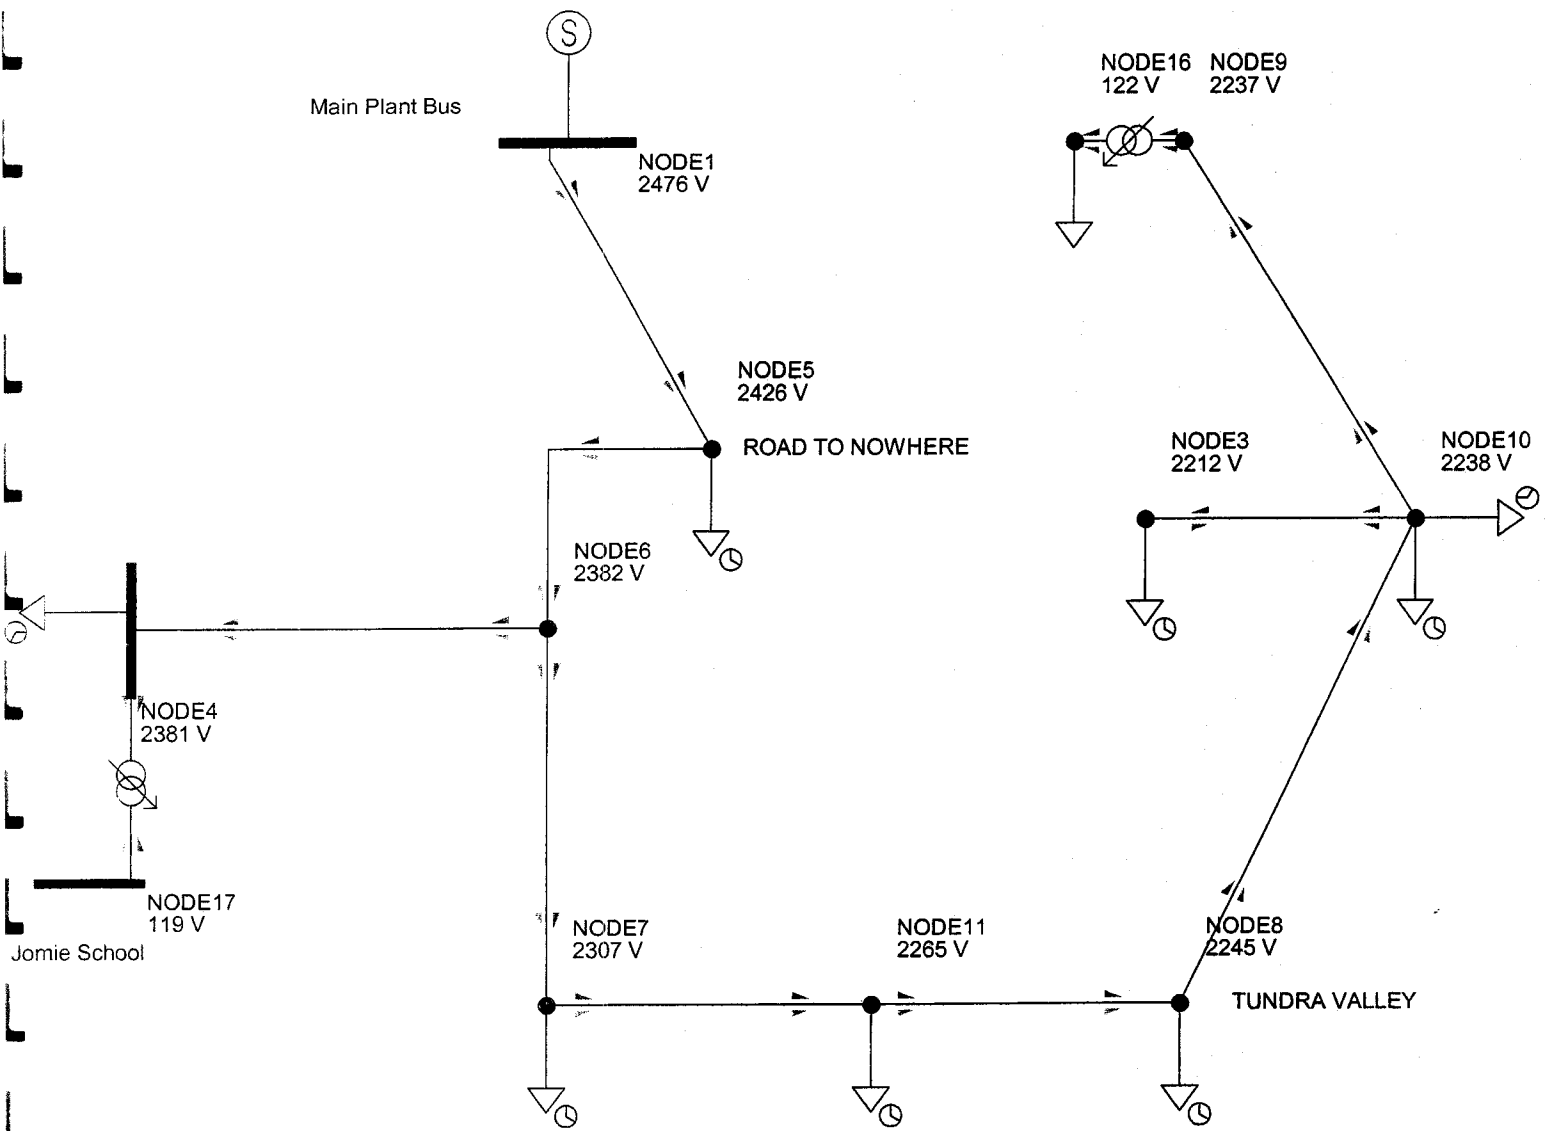 S
NODE16 NODE9
122 V 2237 V
Main Plant Bus
NODE1
2476 V
NODE5
2426 V
ROAD TO NOWHERE
NODE3
2212 V
NODE10
2238 V
NODE6
2382 V
NODE4
2381 V
NODE17
119 V
Jomie School
NODE7
2307 V
NODE11
2265 V
NODE8
2245 V
TUNDRA VALLEY